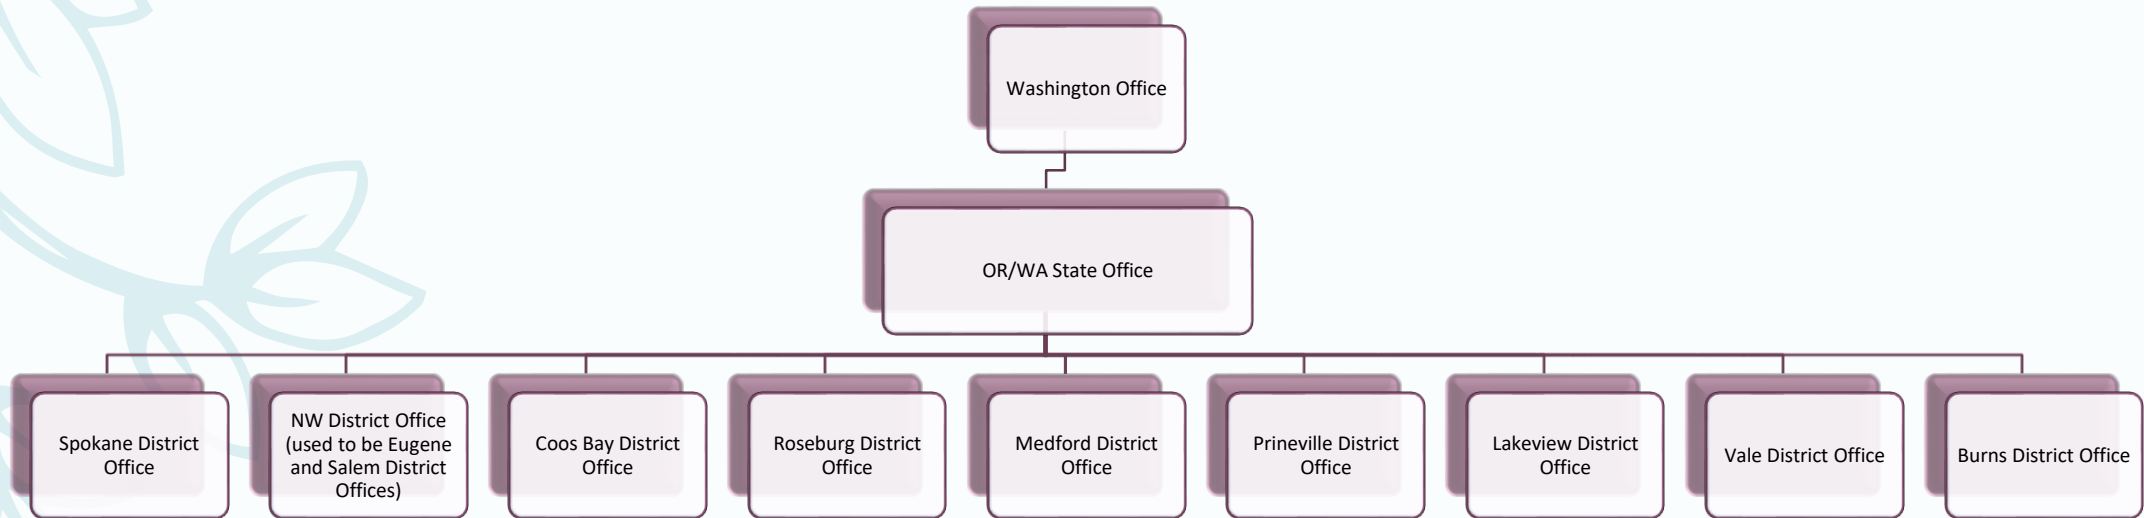 Washington Office
OR/WA State Office
Spokane District
Office
NW District Office
(used to be Eugene
and Salem District
Offices)
Coos Bay District
Office
Roseburg District
Office
Medford District
Office
Prineville District
Office
Lakeview District
Office
Vale District Office
Burns District Office